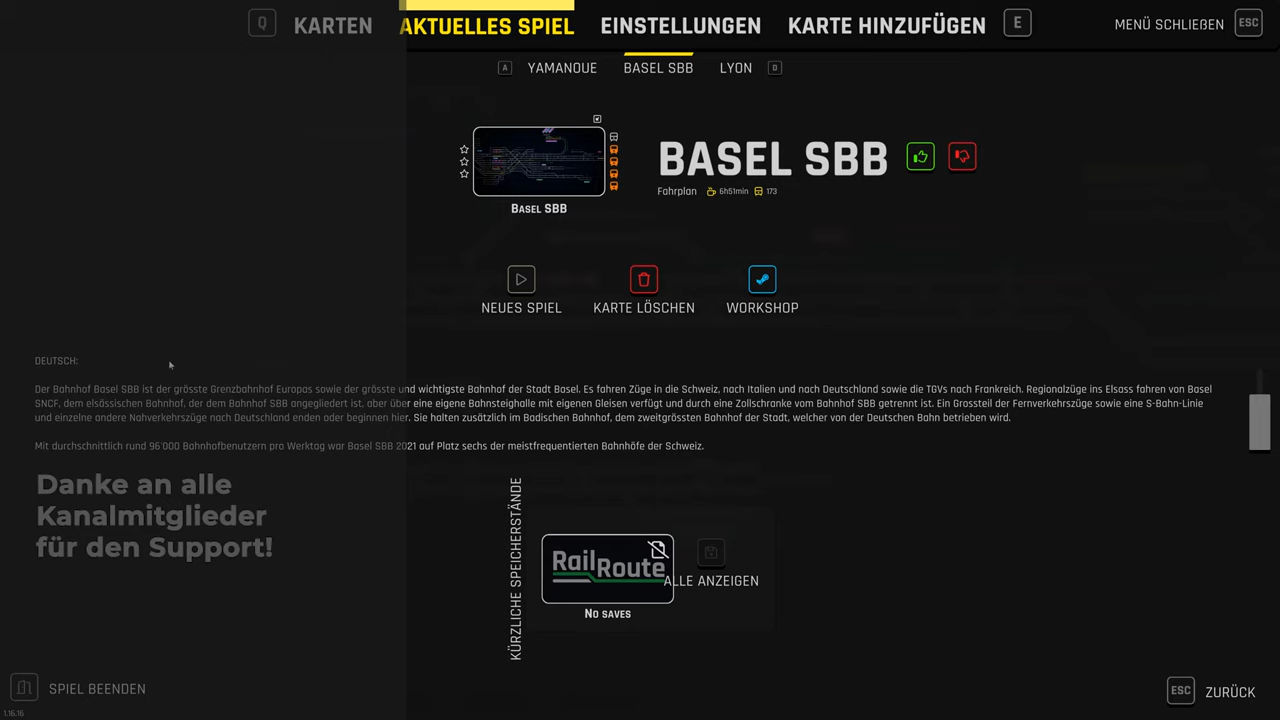 Q KARTEN AKTUELLES SPIEL EINSTELLUNGEN KARTE HINZUFÜGEN E MENÜ SCHLIEßEN ESC
A YAMANOUE BASEL SBB LYON D
BASEL SBB
Fahrplan 6h51min 173
BASEL SBB
NEUES SPIEL KARTE LÖSCHEN WORKSHOP
DEUTSCH:
Der Bahnhof Basel SBB ist der grösste Grenzbahnhof Europas sowie der grösste und wichtigste Bahnhof der Stadt Basel. Es fahren Züge in die Schweiz, nach Italien und nach Deutschland sowie die TGVs nach Frankreich. Regionalzüge ins Elsass fahren von Basel
SNCF, dem elsässischen Bahnhof, der dem Bahnhof SBB angegliedert ist, aber über eine eigene Bahnsteighalle mit eigenen Gleisen verfügt und durch eine Zollschranke vom Bahnhof SBB getrennt ist. Ein Grossteil der Fernverkehrszüge sowie eine S-Bahn-Linie
und einzelne andere Nahverkehrszüge nach Deutschland enden oder beginnen hier. Sie halten zusätzlich im Badischen Bahnhof, dem zweitgrössten Bahnhof der Stadt, welcher von der Deutschen Bahn betrieben wird.
Mit durchschnittlich rund 96'000 Bahnhofbenutzern pro Werktag war Basel SBB 2021 auf Platz sechs der meistfrequentierten Bahnhöfe der Schweiz.
Danke an alle
Kanalmitglieder
für den Support!
KÜRZLICHE SPEICHERSTÄNDE
RailRoute
ALLE ANZEIGEN
NO SAVES
SPIEL BEENDEN
ESC ZURÜCK
1.16.16